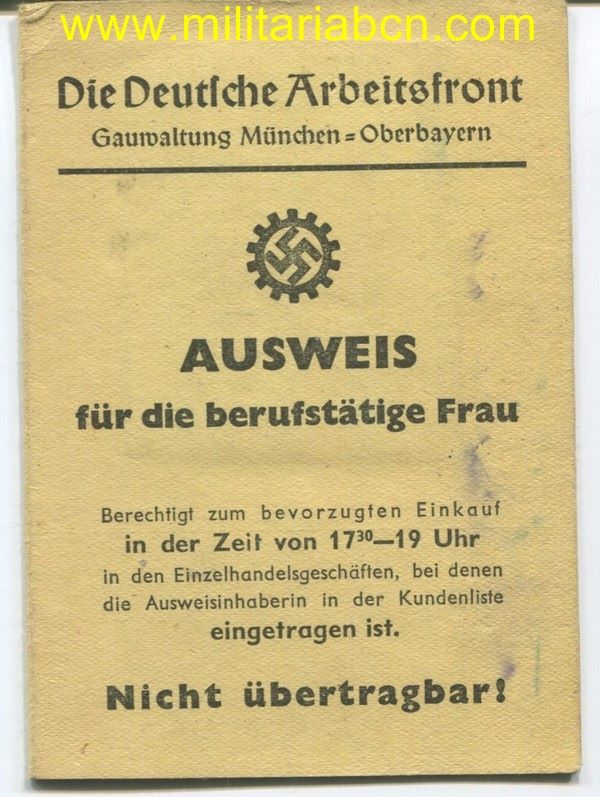 www.militariabcn.com
Die Deutſche Arbeitsfront
Gauwaltung München=Oberbayern
AUSWEIS
für die berufstätige Frau
Berechtigt zum bevorzugten Einkauf
in der Zeit von 17³⁰—19 Uhr
in den Einzelhandelsgeschäften, bei denen
die Ausweisinhaberin in der Kundenliste
eingetragen ist.
Nicht übertragbar!